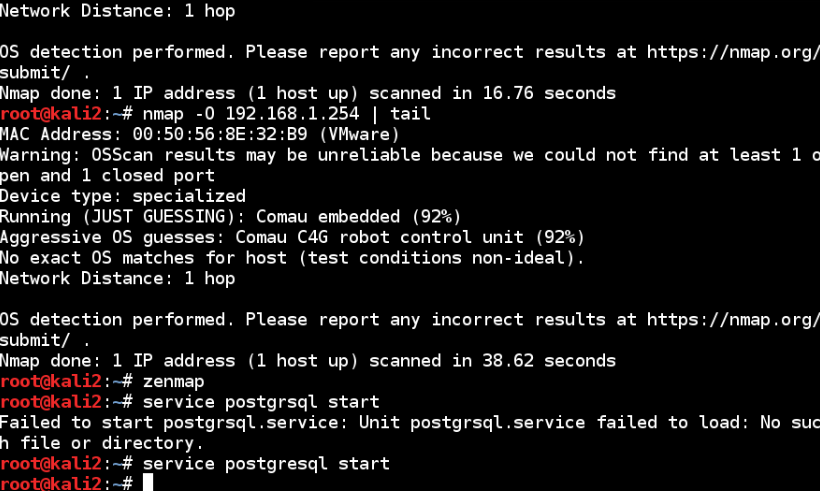 Network Distance: 1 hop
OS detection performed. Please report any incorrect results at https://nmap.org/
submit/ .
Nmap done: 1 IP address (1 host up) scanned in 16.76 seconds
root@kali2:~# nmap -O 192.168.1.254 | tail
MAC Address: 00:50:56:8E:32:B9 (VMware)
Warning: OSScan results may be unreliable because we could not find at least 1 o
pen and 1 closed port
Device type: specialized
Running (JUST GUESSING): Comau embedded (92%)
Aggressive OS guesses: Comau C4G robot control unit (92%)
No exact OS matches for host (test conditions non-ideal).
Network Distance: 1 hop
OS detection performed. Please report any incorrect results at https://nmap.org/
submit/ .
Nmap done: 1 IP address (1 host up) scanned in 38.62 seconds
root@kali2:~# zenmap
root@kali2:~# service postgrsql start
Failed to start postgrsql.service: Unit postgrsql.service failed to load: No suc
h file or directory.
root@kali2:~# service postgresql start
root@kali2:~#